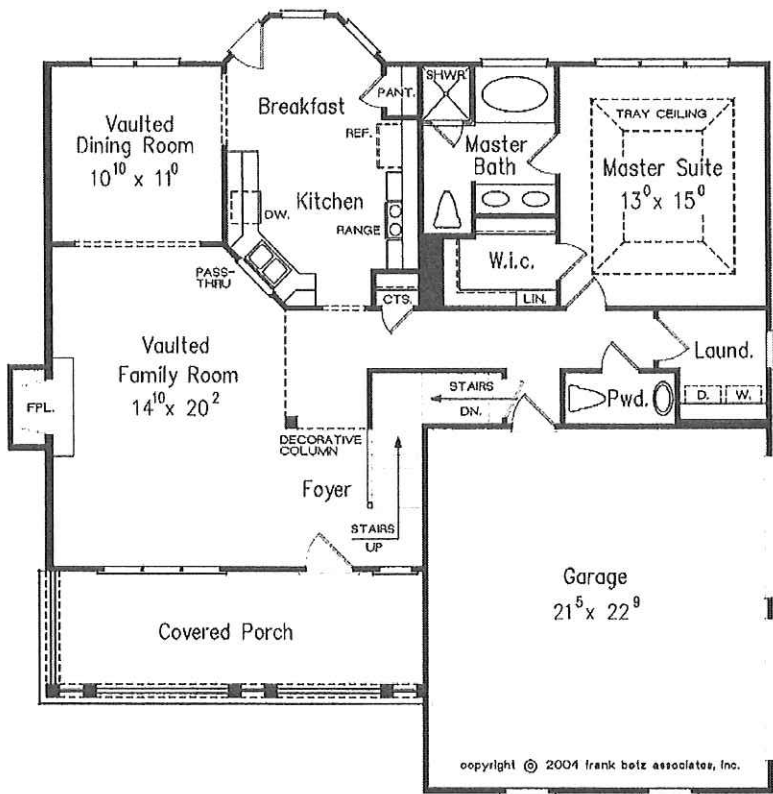 SHWR.
PANT.
Breakfast
Vaulted
Dining Room
10¹⁰ x 11⁰
REF.
Master
Bath
TRAY CEILING
Master Suite
13⁰ x 15⁰
DW.
Kitchen
RANGE
W.i.c.
PASS-
THRU
CTS.
LIN.
Vaulted
Family Room
14¹⁰ x 20²
Laund.
FPL.
STAIRS
DN.
Pwd.
D.
W.
DECORATIVE
COLUMN
Foyer
STAIRS
UP
Garage
21⁵ x 22⁹
Covered Porch
copyright © 2004 frank betz associates, inc.